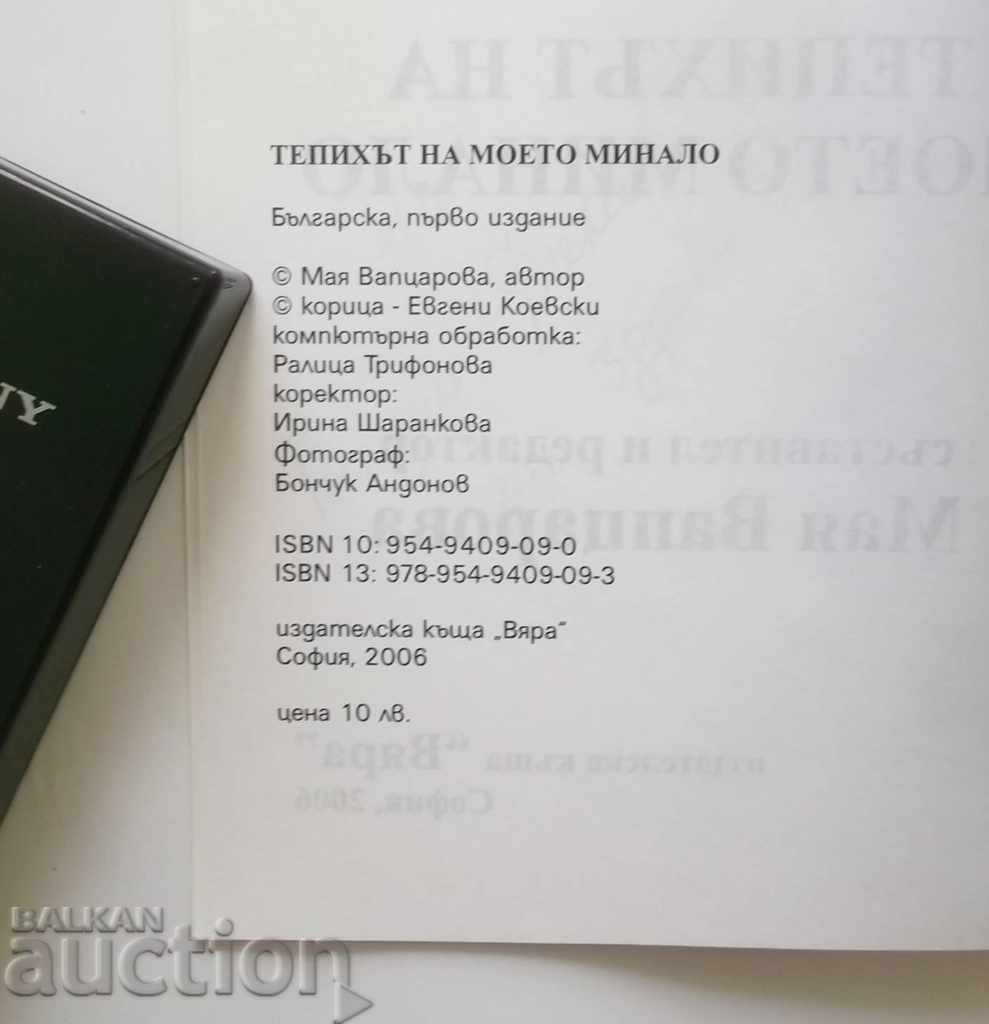 ТЕПИХЪТ НА МОЕТО МИНАЛО
Българска, първо издание
© Мая Вапцарова, автор
© корица - Евгени Коевски
компютърна обработка:
Ралица Трифонова
коректор:
Ирина Шаранкова
Фотограф:
Бончук Андонов
ISBN 10: 954-9409-09-0
ISBN 13: 978-954-9409-09-3
издателска къща „Вяра“
София, 2006
цена 10 лв.
BALKAN
auction